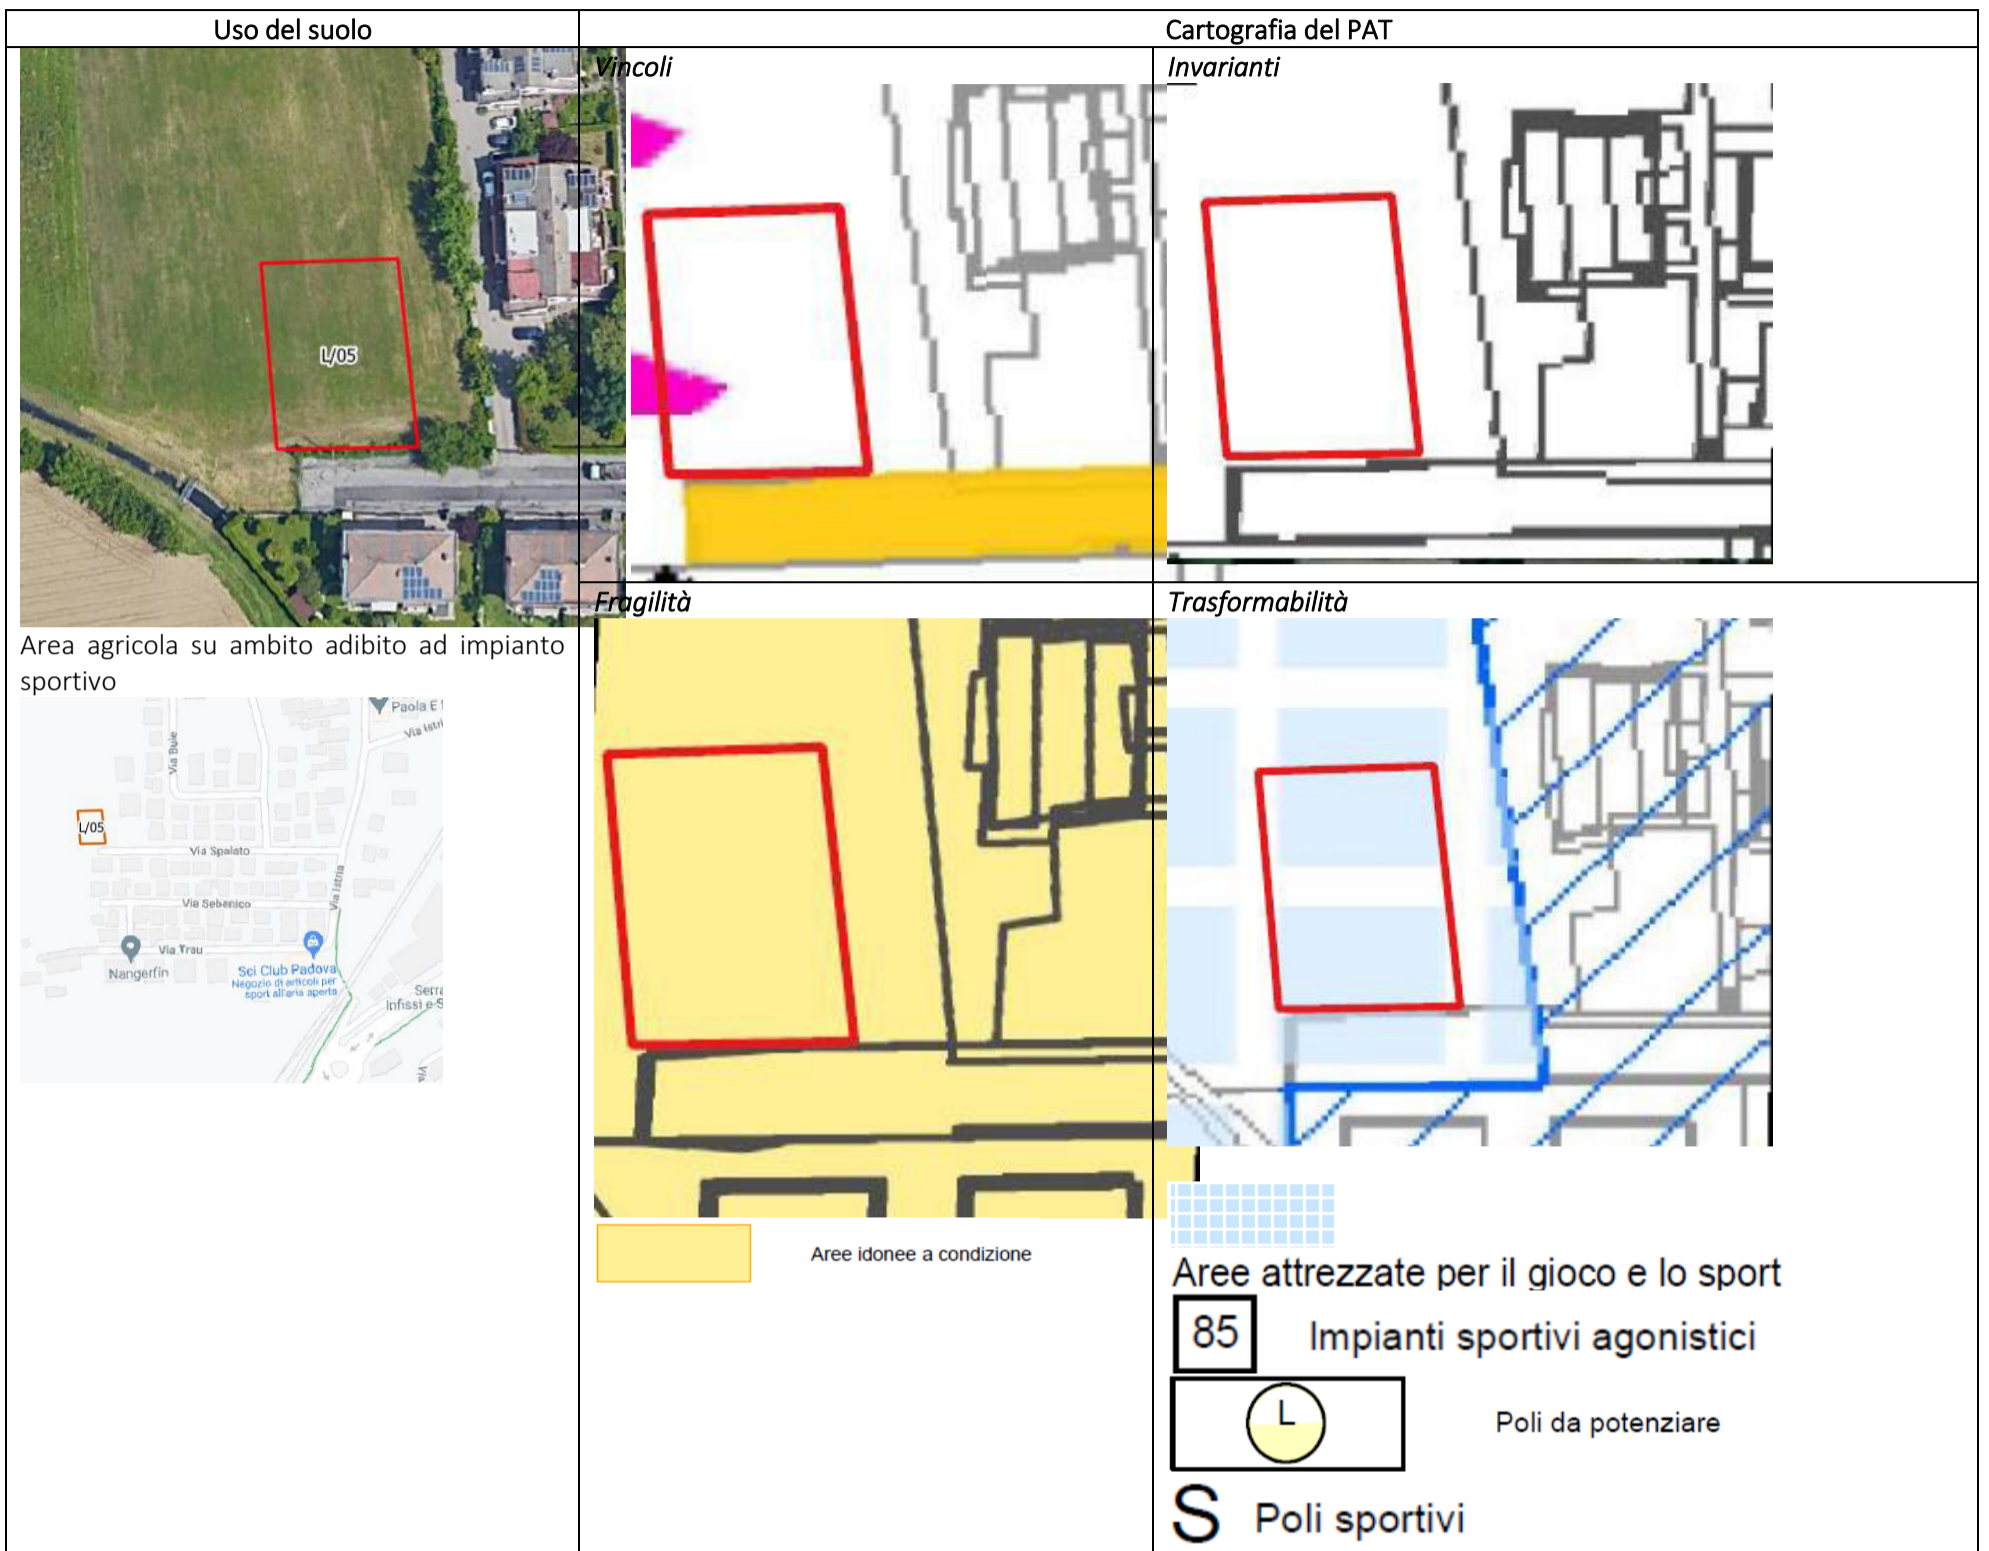 Uso del suolo
Cartografia del PAT
L/05
Area agricola su ambito adibito ad impianto
sportivo
Paola E
Via Istri
Via Buie
L/05
Via Spalato
Via Istria
Via Sebenico
Via Trau
Nangerfin
Sci Club Padova
Negozio di articoli per
sport all'aria aperta
Serra
Infissi e S
Via
Vincoli
Invarianti
Fragilità
Aree idonee a condizione
Trasformabilità
Aree attrezzate per il gioco e lo sport
85 Impianti sportivi agonistici
L Poli da potenziare
S Poli sportivi